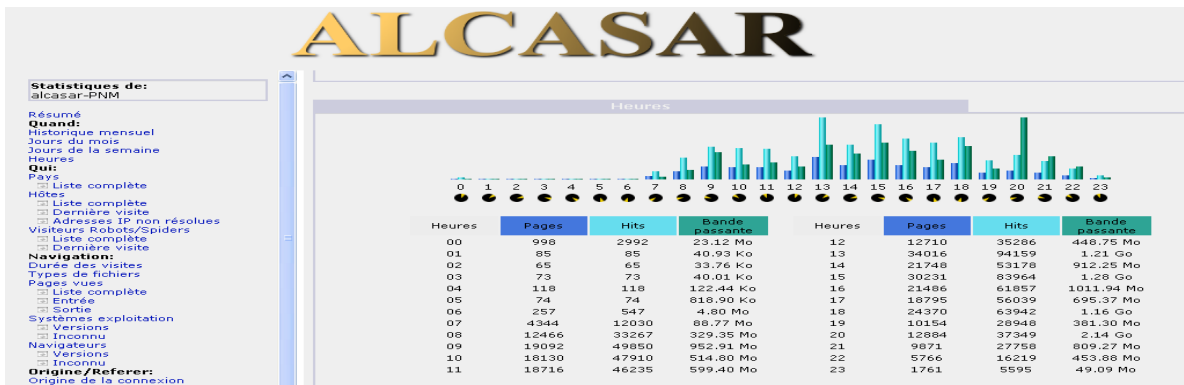 ALCASAR
Statistiques de:
alcasar-PNM
Résumé
Quand:
Historique mensuel
Jours du mois
Jours de la semaine
Heures
Qui:
Pays
Liste complète
Hôtes
Liste complète
Dernière visite
Adresses IP non résolues
Visiteurs Robots/Spiders
Liste complète
Dernière visite
Navigation:
Durée des visites
Types de fichiers
Pages vues
Liste complète
Entrée
Sortie
Systèmes exploitation
Versions
Inconnu
Navigateurs
Versions
Inconnu
Origine/Referer:
Origine de la connexion
Heures
0 1 2 3 4 5 6 7 8 9 10 11 12 13 14 15 16 17 18 19 20 21 22 23
Heures Pages Hits Bande passante Heures Pages Hits Bande passante
00 998 2992 23.12 Mo 12 12710 35286 448.75 Mo
01 85 85 40.93 Ko 13 34016 94159 1.21 Go
02 65 65 33.76 Ko 14 21748 53178 912.25 Mo
03 73 73 40.01 Ko 15 30231 83964 1.28 Go
04 118 118 122.44 Ko 16 21486 61857 1011.94 Mo
05 74 74 818.90 Ko 17 18795 56039 695.37 Mo
06 257 547 4.80 Mo 18 24370 63942 1.16 Go
07 4344 12030 88.77 Mo 19 10154 28948 381.30 Mo
08 12466 33267 329.35 Mo 20 12884 37349 2.14 Go
09 19092 49850 952.91 Mo 21 9871 27758 809.27 Mo
10 18130 47910 514.80 Mo 22 5766 16219 453.88 Mo
11 18716 46235 599.40 Mo 23 1761 5595 49.09 Mo